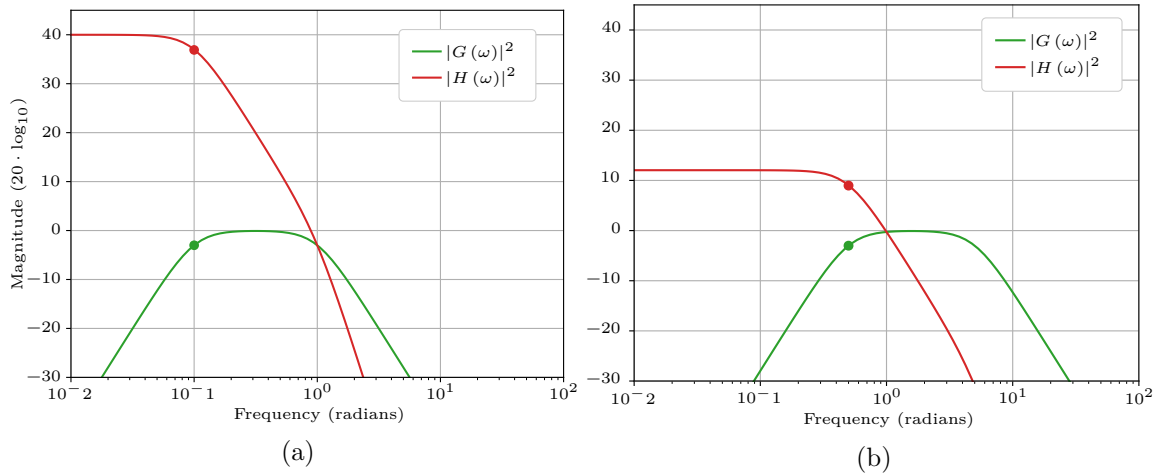 40
30
20
10
0
−10
−20
−30
Magnitude (20 · log₁₀)
|G (ω)|²
|H (ω)|²
10⁻²
10⁻¹
10⁰
10¹
10²
Frequency (radians)
(a)
40
30
20
10
0
−10
−20
−30
|G (ω)|²
|H (ω)|²
10⁻²
10⁻¹
10⁰
10¹
10²
Frequency (radians)
(b)